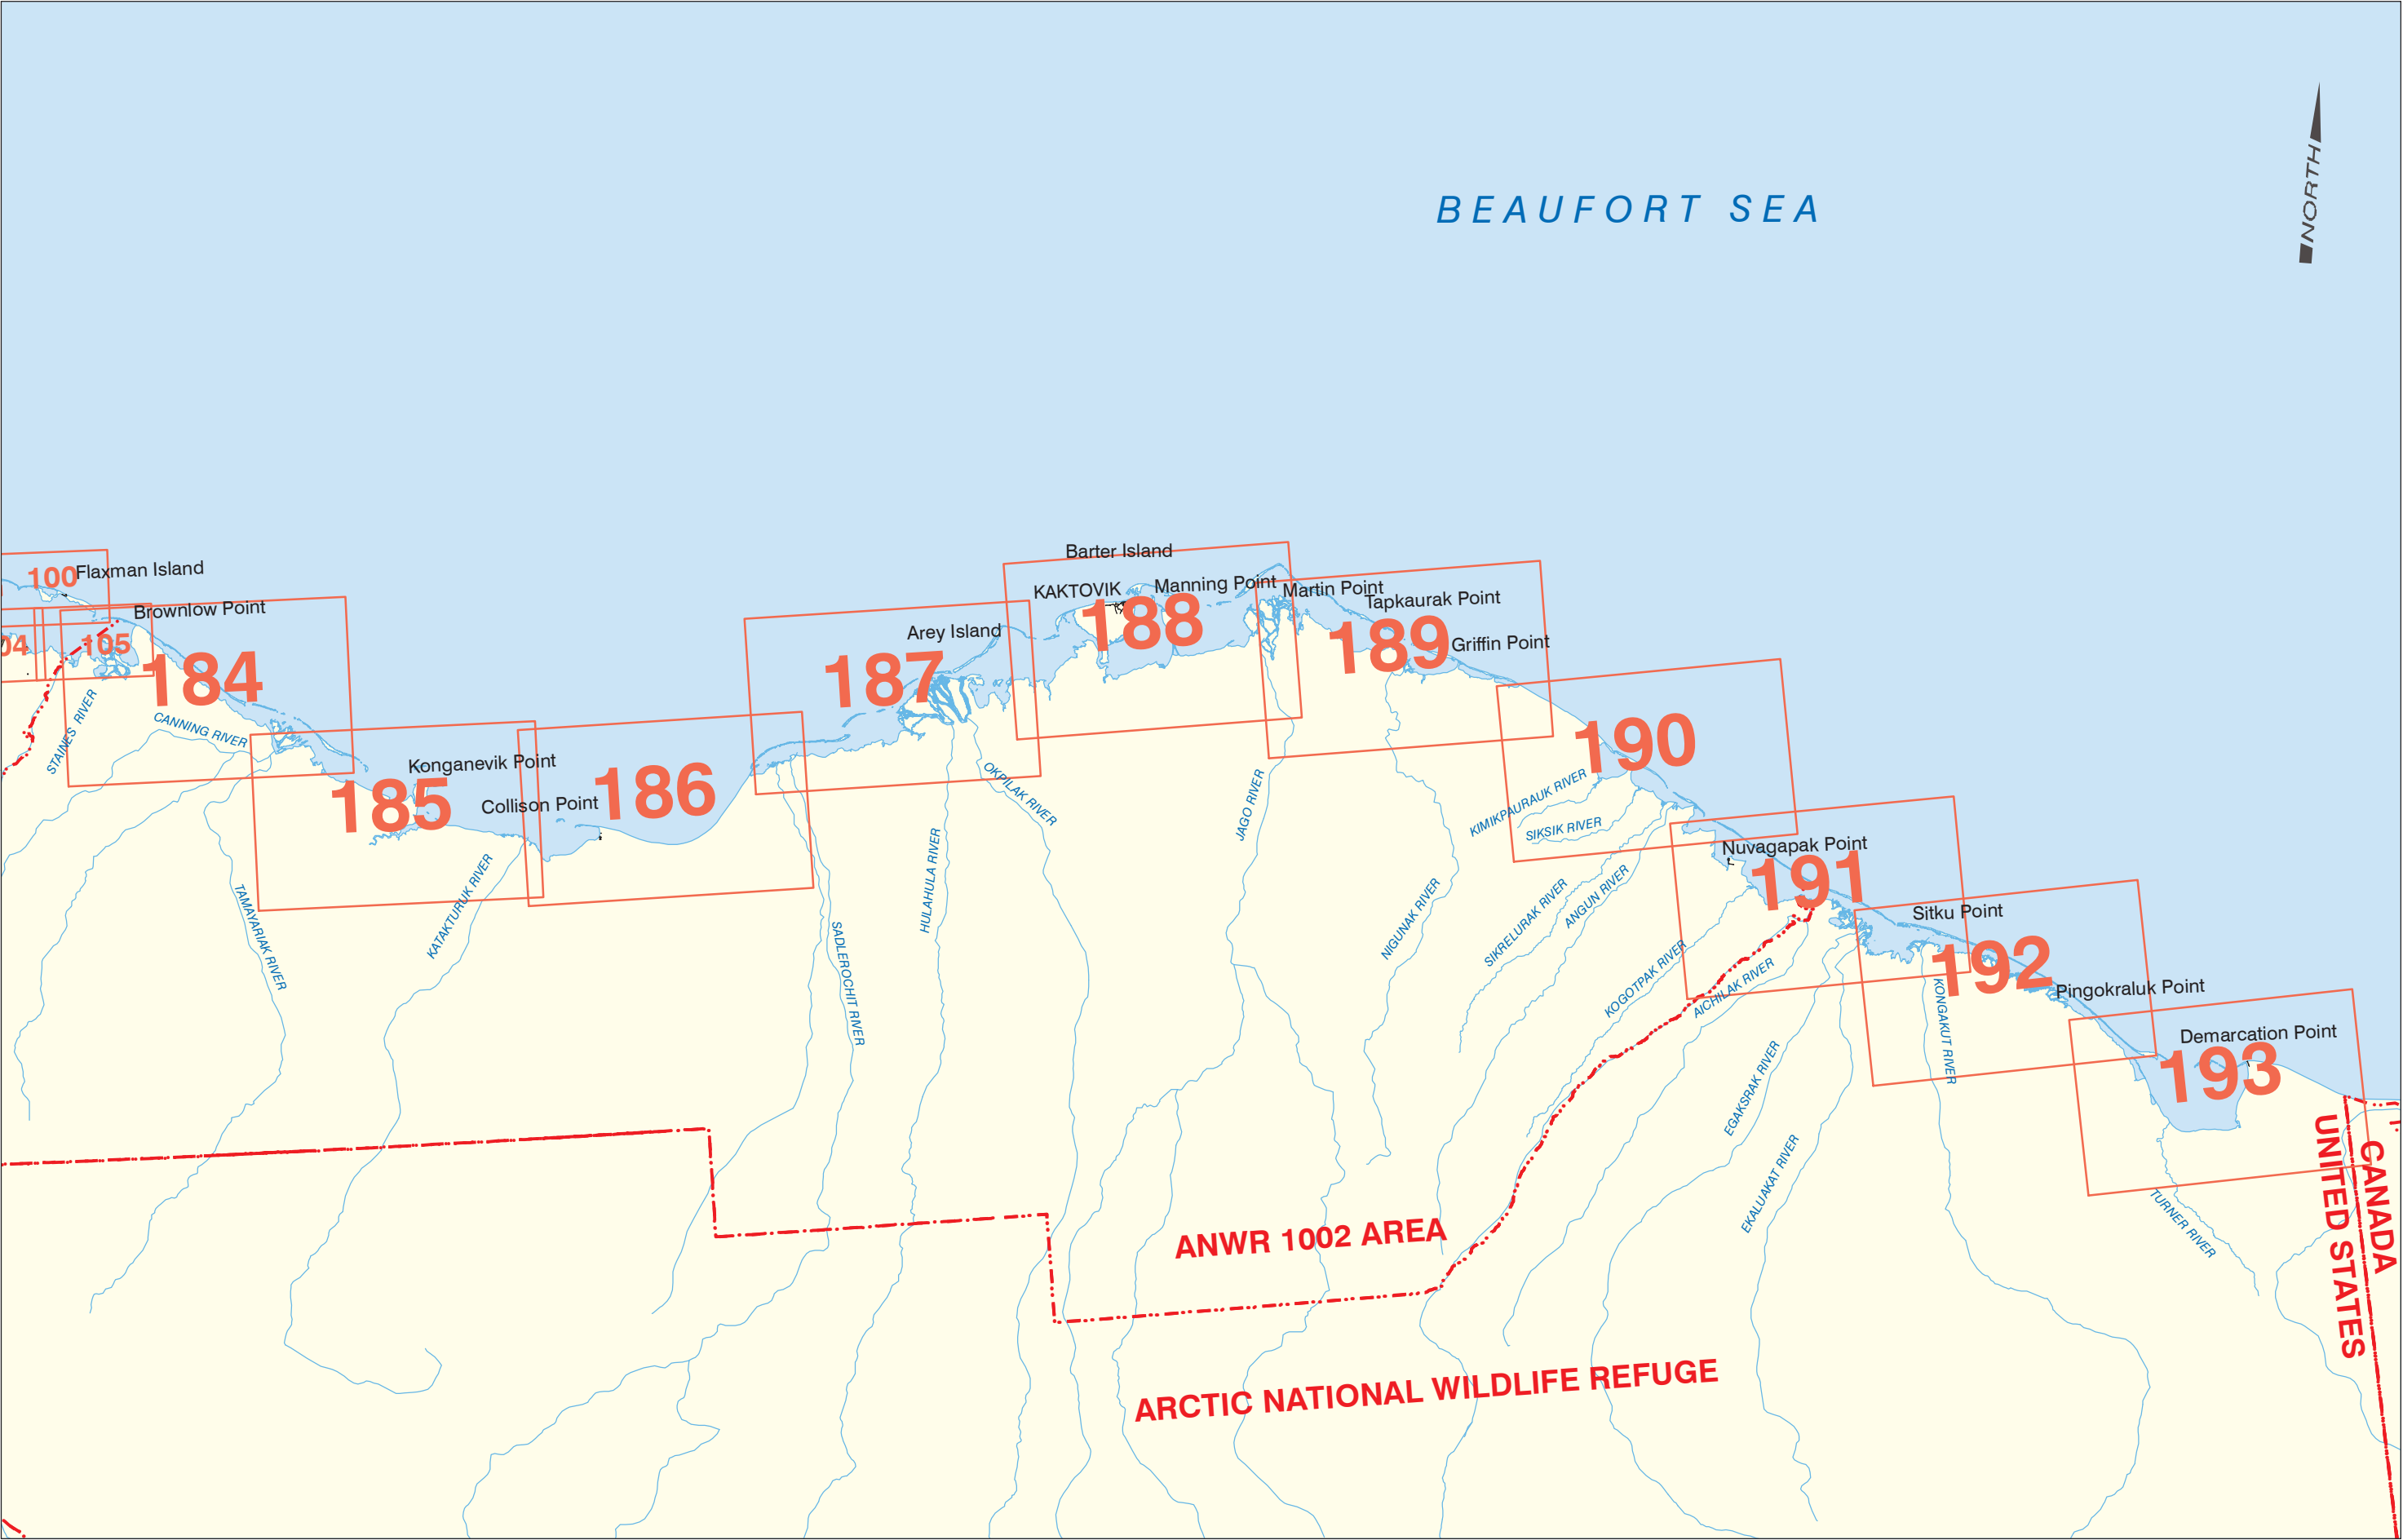 NORTH
BEAUFORT SEA
Barter Island
Flaxman Island
100
KAKTOVIK
Manning Point
Martin Point
Tapkaurak Point
Brownlow Point
188
Arey Island
189
Griffin Point
04
105
184
187
STAINES RIVER
CANNING RIVER
190
Konganevik Point
185
Collison Point
186
OKPILAK RIVER
JAGO RIVER
KIMIKPAURAUK RIVER
SIKSIK RIVER
Nuvagapak Point
191
TAMAYARIAK RIVER
KATAKTURUK RIVER
SADLEROCHIT RIVER
HULAHULA RIVER
NIGUNAK RIVER
SIKRELURAK RIVER
ANGUN RIVER
KOGOTPAK RIVER
AICHILAK RIVER
Sitku Point
192
KONGAKUT RIVER
Pingokraluk Point
Demarcation Point
193
EGAKSRAK RIVER
EKALUAKAT RIVER
TURNER RIVER
UNITED STATES
CANADA
ANWR 1002 AREA
ARCTIC NATIONAL WILDLIFE REFUGE